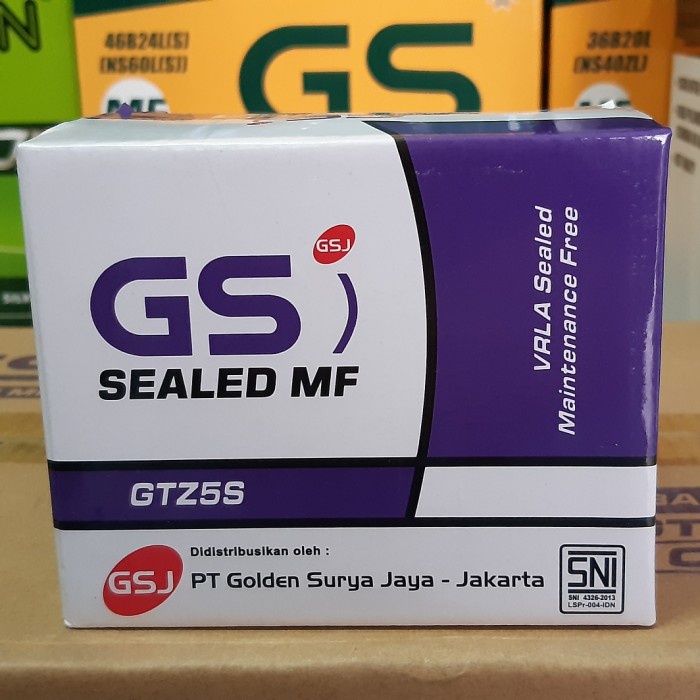 46B24L(S)
(NS60L(S))
GS
36B20L
(NS40ZL)
GSJ
GS
SEALED MF
VRLA Sealed
Maintenance Free
GTZ5S
Didistribusikan oleh :
GSJ
PT Golden Surya Jaya - Jakarta
SNI
SNI 4326-2013
LSPr-004-IDN